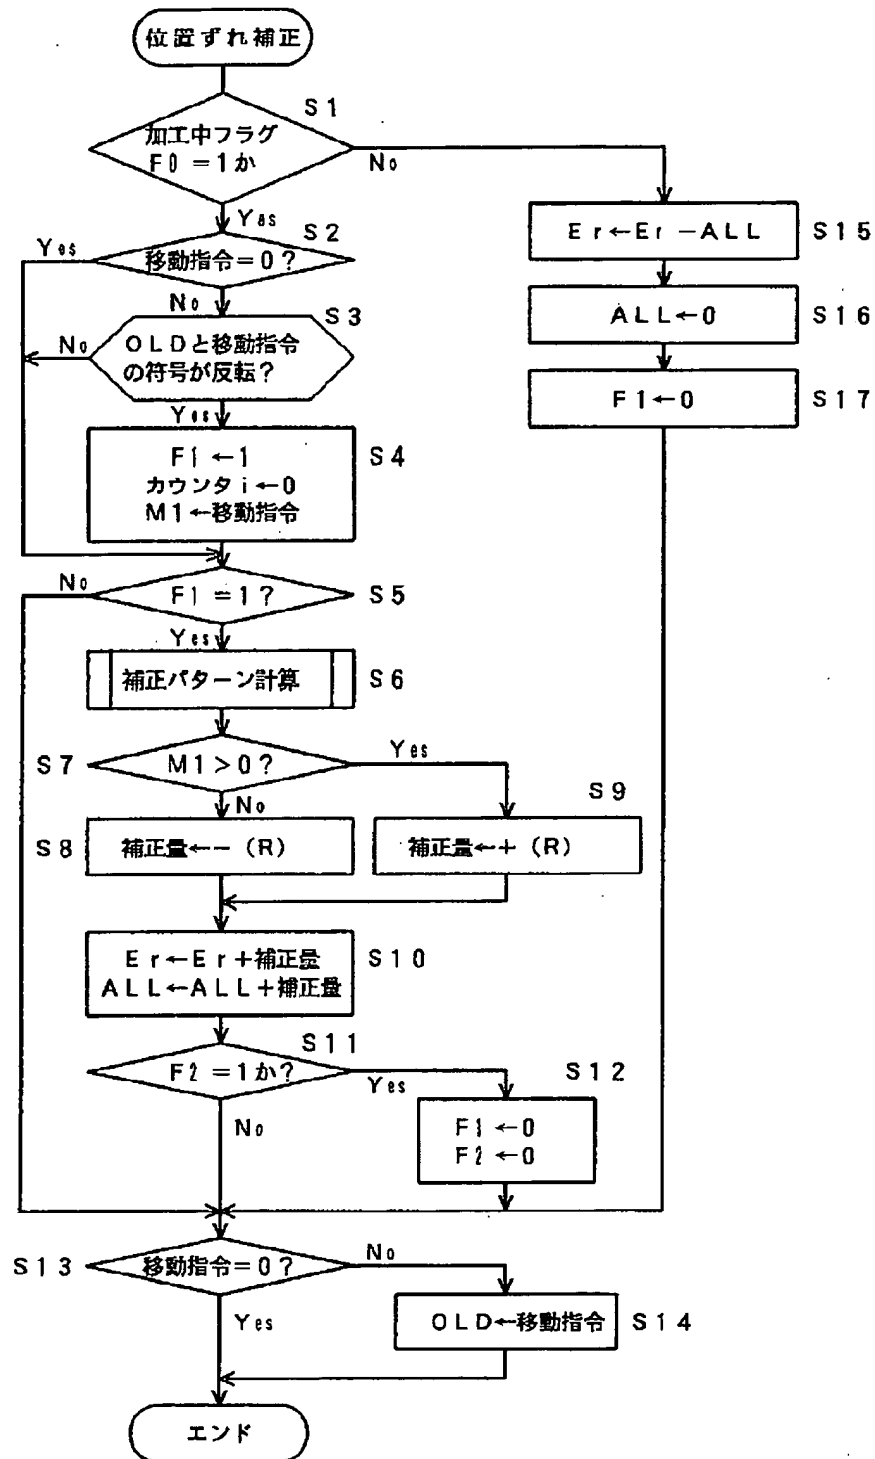 位置ずれ補正
S1
加工中フラグ
F0=1か
No
Yes
S2
Yes
移動指令=0?
No
S3
No
OLDと移動指令
の符号が反転?
Yes
F1←1
カウンタi←0
M1←移動指令
S4
No
F1=1?
S5
Yes
補正パターン計算
S6
S7
M1>0?
Yes
No
S9
S8
補正量←-(R)
補正量←+(R)
Er←Er+補正量
ALL←ALL+補正量
S10
S11
F2=1か?
Yes
No
S12
F1←0
F2←0
Er←Er-ALL
S15
ALL←0
S16
F1←0
S17
S13
移動指令=0?
No
Yes
OLD←移動指令
S14
エンド